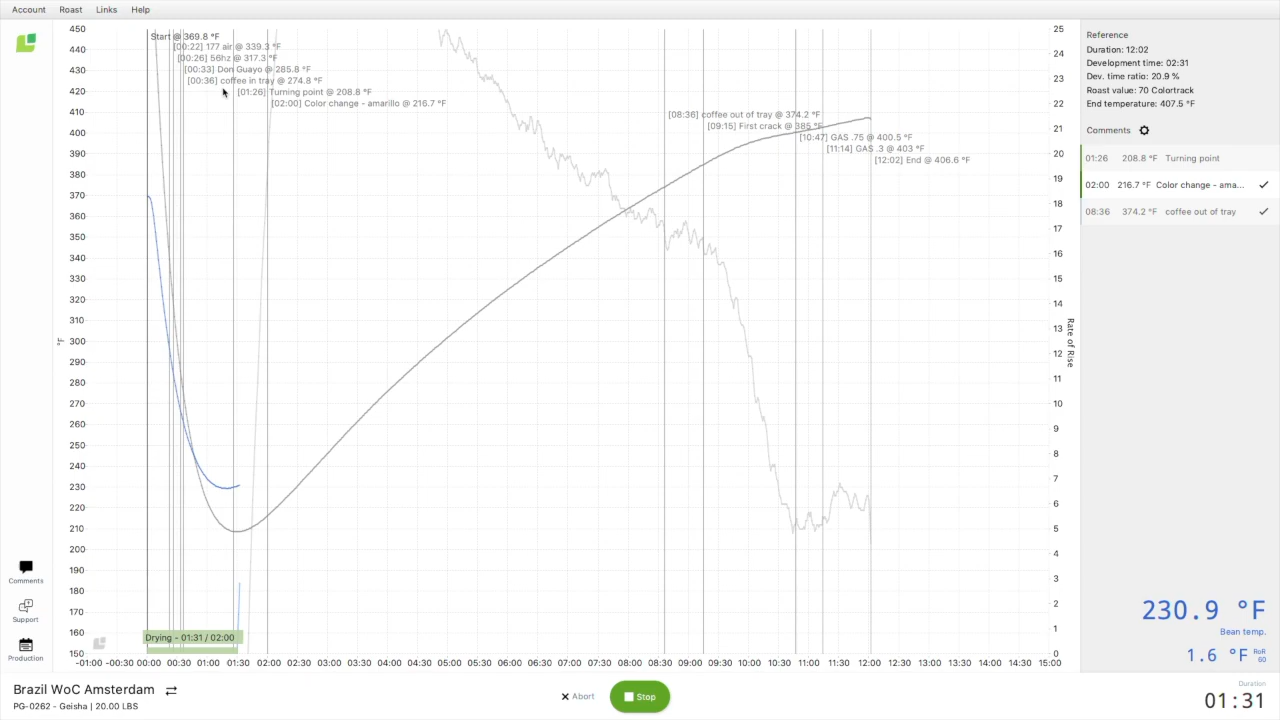 Account Roast Links Help
Start @ 369.8 °F
[00:22] 177 air @ 339.3 °F
[00:26] 56hz @ 317.3 °F
[00:33] Don Guayo @ 285.8 °F
[00:36] coffee in tray @ 274.8 °F
[01:26] Turning point @ 208.8 °F
[02:00] Color change - amarillo @ 216.7 °F
[08:36] coffee out of tray @ 374.2 °F
[09:15] First crack @ 385 °F
[10:47] GAS .75 @ 400.5 °F
[11:14] GAS .3 @ 403 °F
[12:02] End @ 406.6 °F
450
440
430
420
410
400
390
380
370
360
350
340
330
320
310
300
290
280
270
260
250
240
230
220
210
200
190
180
170
160
150
°F
25
24
23
22
21
20
19
18
17
16
15
14
13
12
11
10
9
8
7
6
5
4
3
2
1
0
Rate of Rise
Drying - 01:31 / 02:00
-01:00 -00:30 00:00 00:30 01:00 01:30 02:00 02:30 03:00 03:30 04:00 04:30 05:00 05:30 06:00 06:30 07:00 07:30 08:00 08:30 09:00 09:30 10:00 10:30 11:00 11:30 12:00 12:30 13:00 13:30 14:00 14:30 15:00
Comments
Support
Production
Reference
Duration: 12:02
Development time: 02:31
Dev. time ratio: 20.9 %
Roast value: 70 Colortrack
End temperature: 407.5 °F
Comments
01:26 208.8 °F Turning point
02:00 216.7 °F Color change - ama...
08:36 374.2 °F coffee out of tray
230.9 °F
Bean temp.
1.6 °F RoR 60
Brazil WoC Amsterdam
PG-0262 - Geisha | 20.00 LBS
Abort
Stop
Duration
01:31